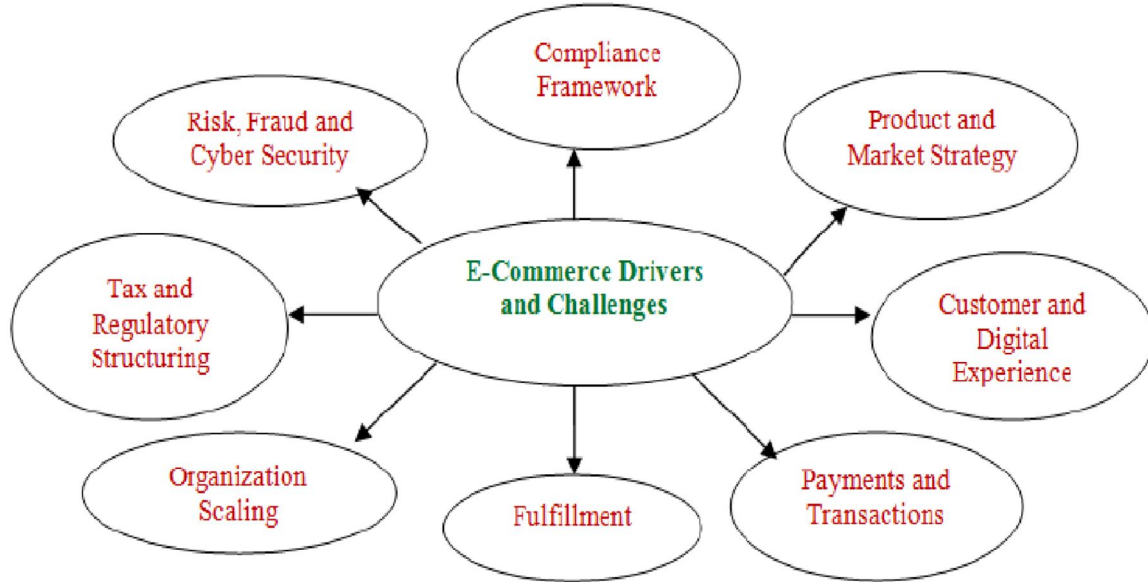 Compliance
Framework
Risk, Fraud and
Cyber Security
Product and
Market Strategy
E-Commerce Drivers
and Challenges
Tax and
Regulatory
Structuring
Customer and
Digital
Experience
Organization
Scaling
Fulfillment
Payments and
Transactions